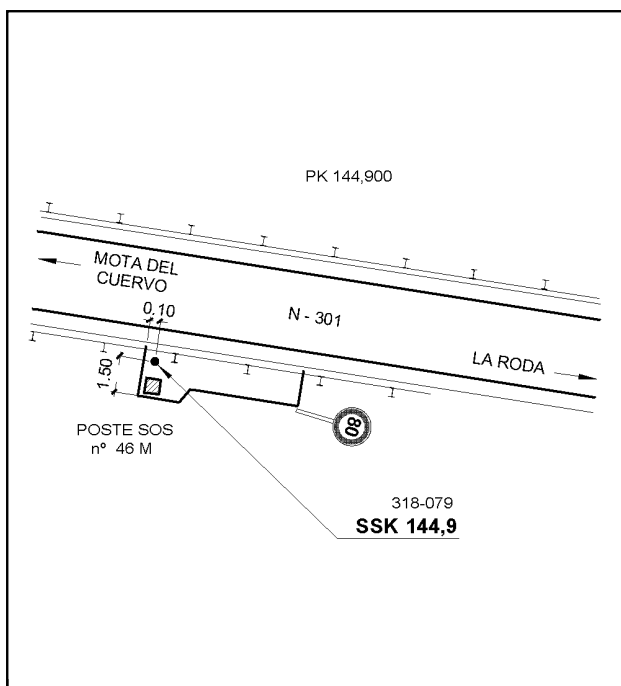 PK 144,900
MOTA DEL
CUERVO
0.10
N - 301
1.50
LA RODA
80
POSTE SOS
nº 46 M
318-079
SSK 144,9